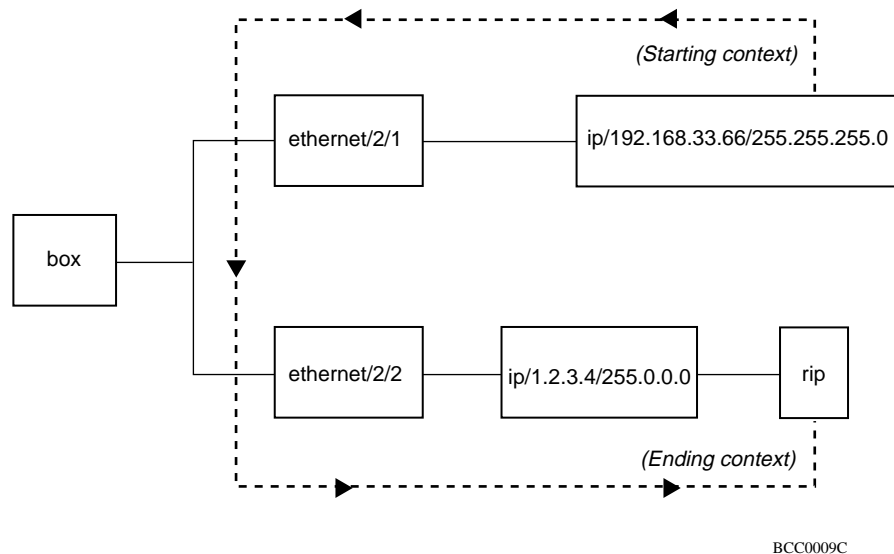 (Starting context)
ethernet/2/1
ip/192.168.33.66/255.255.255.0
box
ethernet/2/2
ip/1.2.3.4/255.0.0.0
rip
(Ending context)
BCC0009C